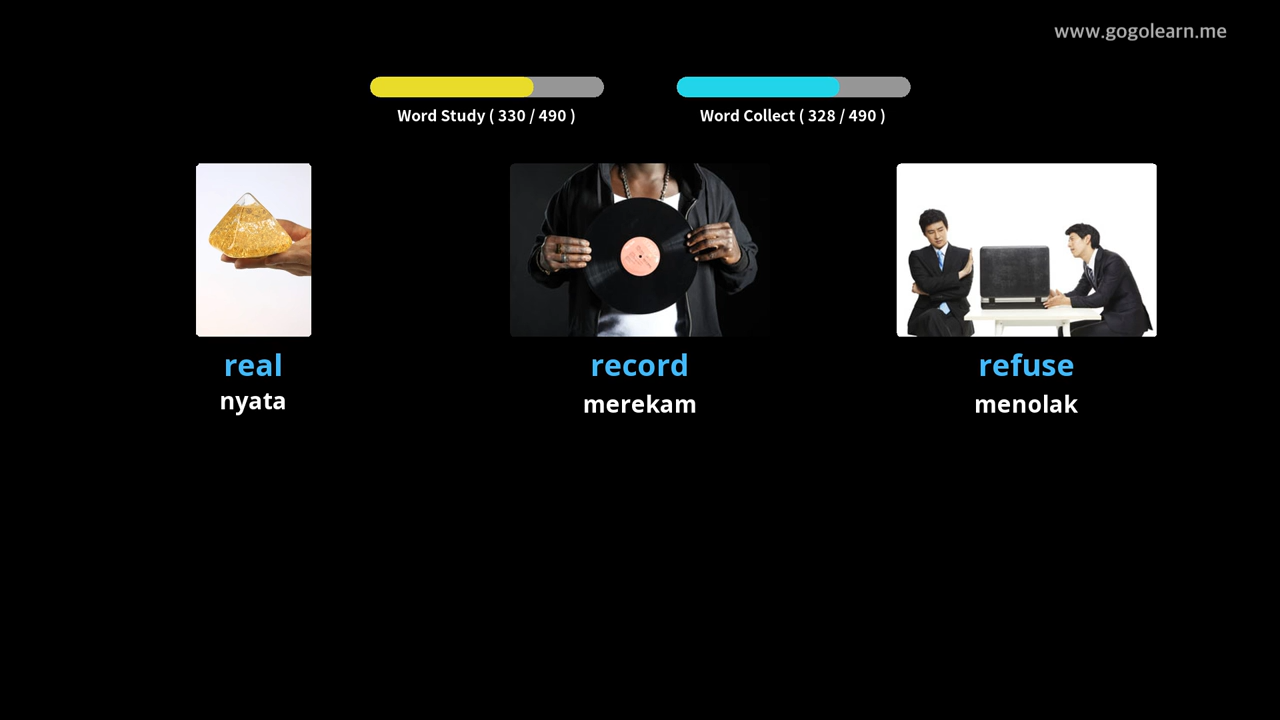 www.gogolearn.me
Word Study ( 330 / 490 )
Word Collect ( 328 / 490 )
real
nyata
record
merekam
refuse
menolak